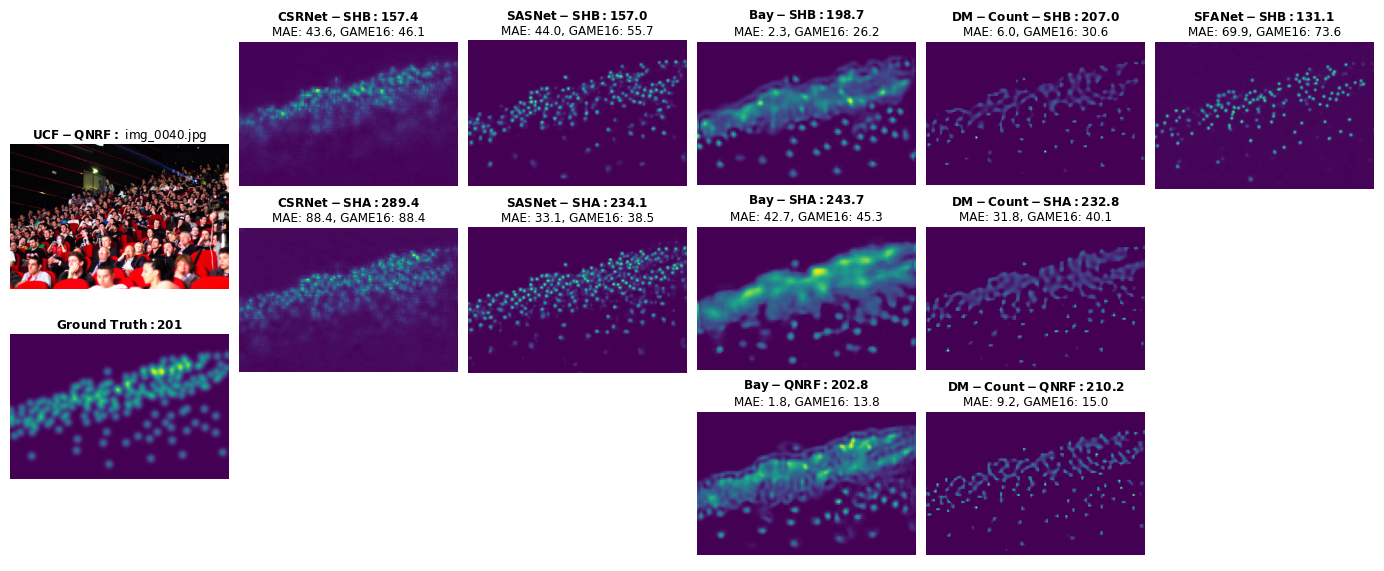 UCF − QNRF: img_0040.jpg
Ground Truth: 201
CSRNet − SHB: 157.4
MAE: 43.6, GAME16: 46.1
SASNet − SHB: 157.0
MAE: 44.0, GAME16: 55.7
Bay − SHB: 198.7
MAE: 2.3, GAME16: 26.2
DM − Count − SHB: 207.0
MAE: 6.0, GAME16: 30.6
SFANet − SHB: 131.1
MAE: 69.9, GAME16: 73.6
CSRNet − SHA: 289.4
MAE: 88.4, GAME16: 88.4
SASNet − SHA: 234.1
MAE: 33.1, GAME16: 38.5
Bay − SHA: 243.7
MAE: 42.7, GAME16: 45.3
DM − Count − SHA: 232.8
MAE: 31.8, GAME16: 40.1
Bay − QNRF: 202.8
MAE: 1.8, GAME16: 13.8
DM − Count − QNRF: 210.2
MAE: 9.2, GAME16: 15.0